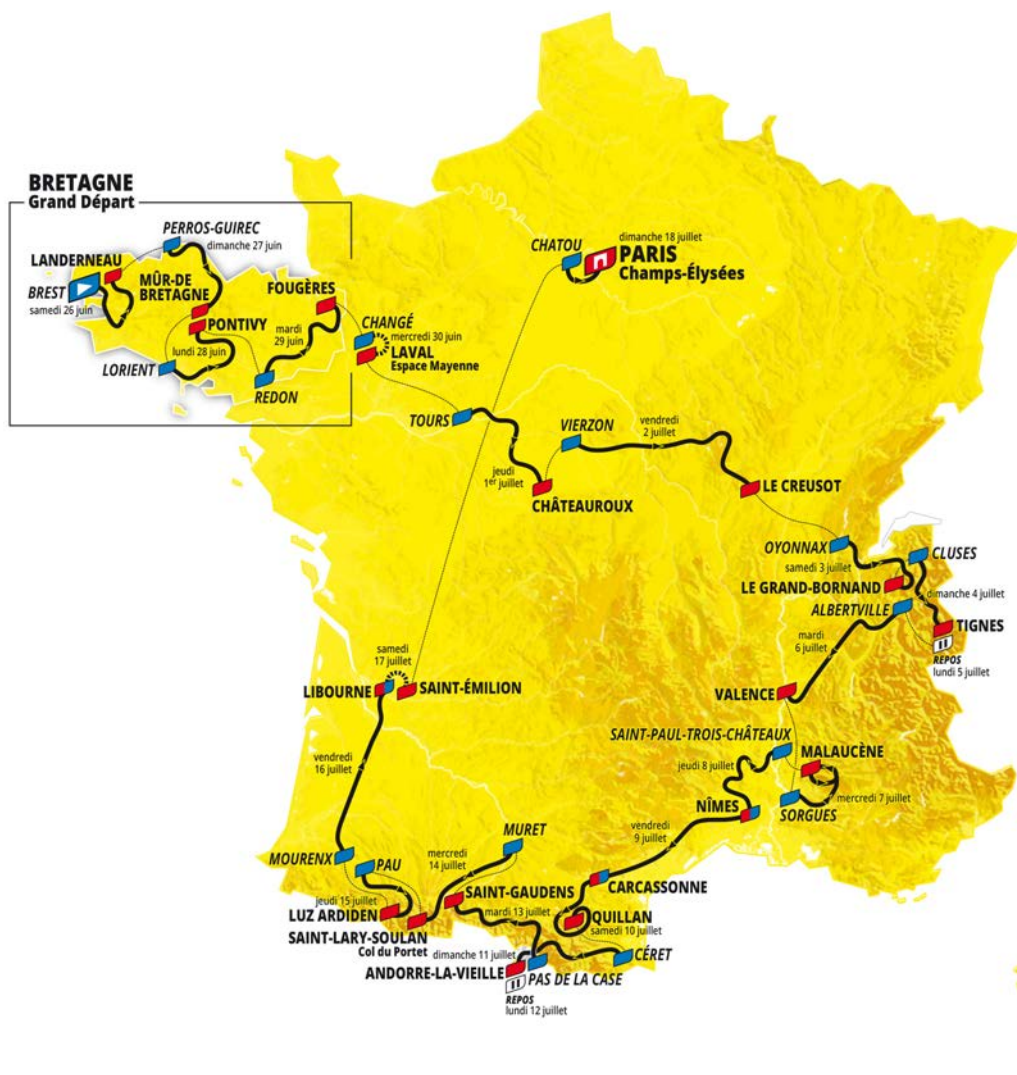 BRETAGNE
Grand Départ
PERROS-GUIREC
dimanche 27 juin
LANDERNEAU
BREST
samedi 26 juin
MÛR-DE
BRETAGNE
PONTIVY
lundi 28 juin
LORIENT
FOUGÈRES
mardi
29 juin
REDON
CHANGÉ
mercredi 30 juin
LAVAL
Espace Mayenne
CHATOU
dimanche 18 juillet
PARIS
Champs-Élysées
TOURS
jeudi
1er juillet
CHÂTEAUROUX
VIERZON
vendredi
2 juillet
LE CREUSOT
OYONNAX
samedi 3 juillet
LE GRAND-BORNAND
CLUSES
dimanche 4 juillet
ALBERTVILLE
TIGNES
REPOS
lundi 5 juillet
mardi
6 juillet
VALENCE
samedi
17 juillet
LIBOURNE
SAINT-ÉMILION
SAINT-PAUL-TROIS-CHÂTEAUX
MALAUCÈNE
jeudi 8 juillet
mercredi 7 juillet
SORGUES
NÎMES
vendredi
16 juillet
vendredi
9 juillet
MURET
MOURENX
PAU
mercredi
14 juillet
CARCASSONNE
SAINT-GAUDENS
jeudi 15 juillet
LUZ ARDIDEN
mardi 13 juillet
QUILLAN
samedi 10 juillet
SAINT-LARY-SOULAN
Col du Portet
dimanche 11 juillet
CÉRET
ANDORRE-LA-VIEILLE
PAS DE LA CASE
REPOS
lundi 12 juillet